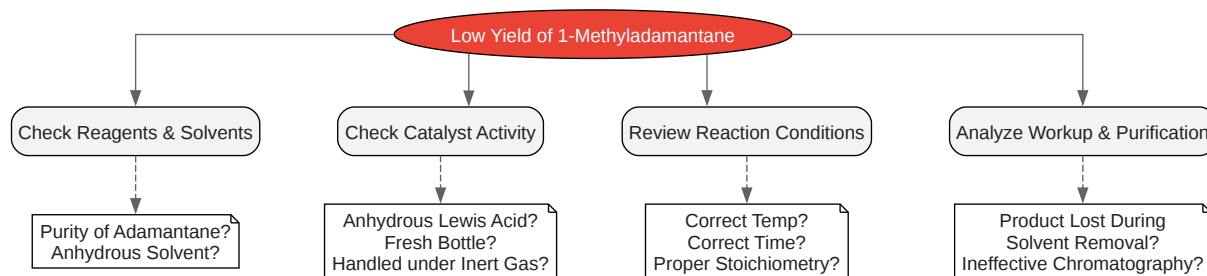 Low Yield of 1-Methyladamantane
Check Reagents & Solvents
Check Catalyst Activity
Review Reaction Conditions
Analyze Workup & Purification
Purity of Adamantane?
Anhydrous Solvent?
Anhydrous Lewis Acid?
Fresh Bottle?
Handled under Inert Gas?
Correct Temp?
Correct Time?
Proper Stoichiometry?
Product Lost During
Solvent Removal?
Ineffective Chromatography?